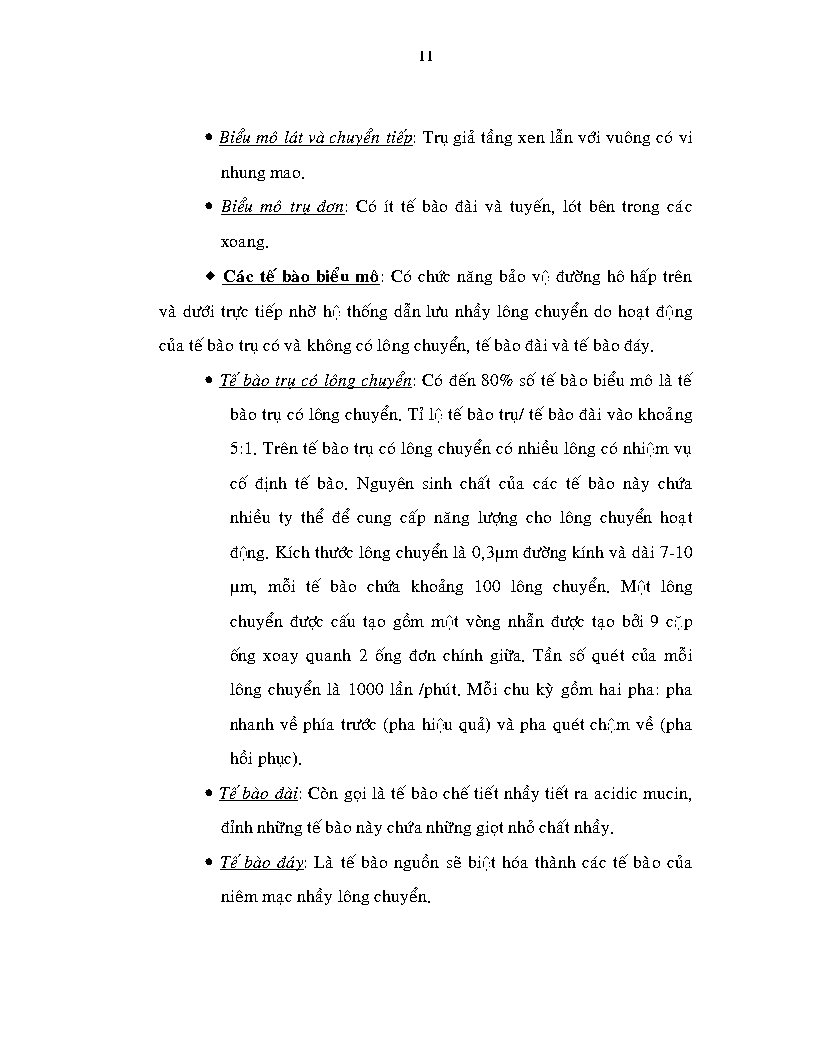 11
• Biểu mô lát và chuyển tiếp: Trụ giả tầng xen lẫn với vuông có vi
nhung mao.
• Biểu mô trụ đơn: Có ít tế bào đài và tuyến, lót bên trong các
xoang.
◆ Các tế bào biểu mô: Có chức năng bảo vệ đường hô hấp trên
và dưới trực tiếp nhờ hệ thống dẫn lưu nhầy lông chuyển do hoạt động
của tế bào trụ có và không có lông chuyển, tế bào đài và tế bào đáy.
• Tế bào trụ có lông chuyển: Có đến 80% số tế bào biểu mô là tế
bào trụ có lông chuyển. Tỉ lệ tế bào trụ/ tế bào đài vào khoảng
5:1. Trên tế bào trụ có lông chuyển có nhiều lông có nhiệm vụ
cố định tế bào. Nguyên sinh chất của các tế bào này chứa
nhiều ty thể để cung cấp năng lượng cho lông chuyển hoạt
động. Kích thước lông chuyển là 0,3µm đường kính và dài 7-10
µm, mỗi tế bào chứa khoảng 100 lông chuyển. Một lông
chuyển được cấu tạo gồm một vòng nhẫn được tạo bởi 9 cặp
ống xoay quanh 2 ống đơn chính giữa. Tần số quét của mỗi
lông chuyển là 1000 lần /phút. Mỗi chu kỳ gồm hai pha: pha
nhanh về phía trước (pha hiệu quả) và pha quét chậm về (pha
hồi phục).
• Tế bào đài: Còn gọi là tế bào chế tiết nhầy tiết ra acidic mucin,
đỉnh những tế bào này chứa những giọt nhỏ chất nhầy.
• Tế bào đáy: Là tế bào nguồn sẽ biệt hóa thành các tế bào của
niêm mạc nhầy lông chuyển.